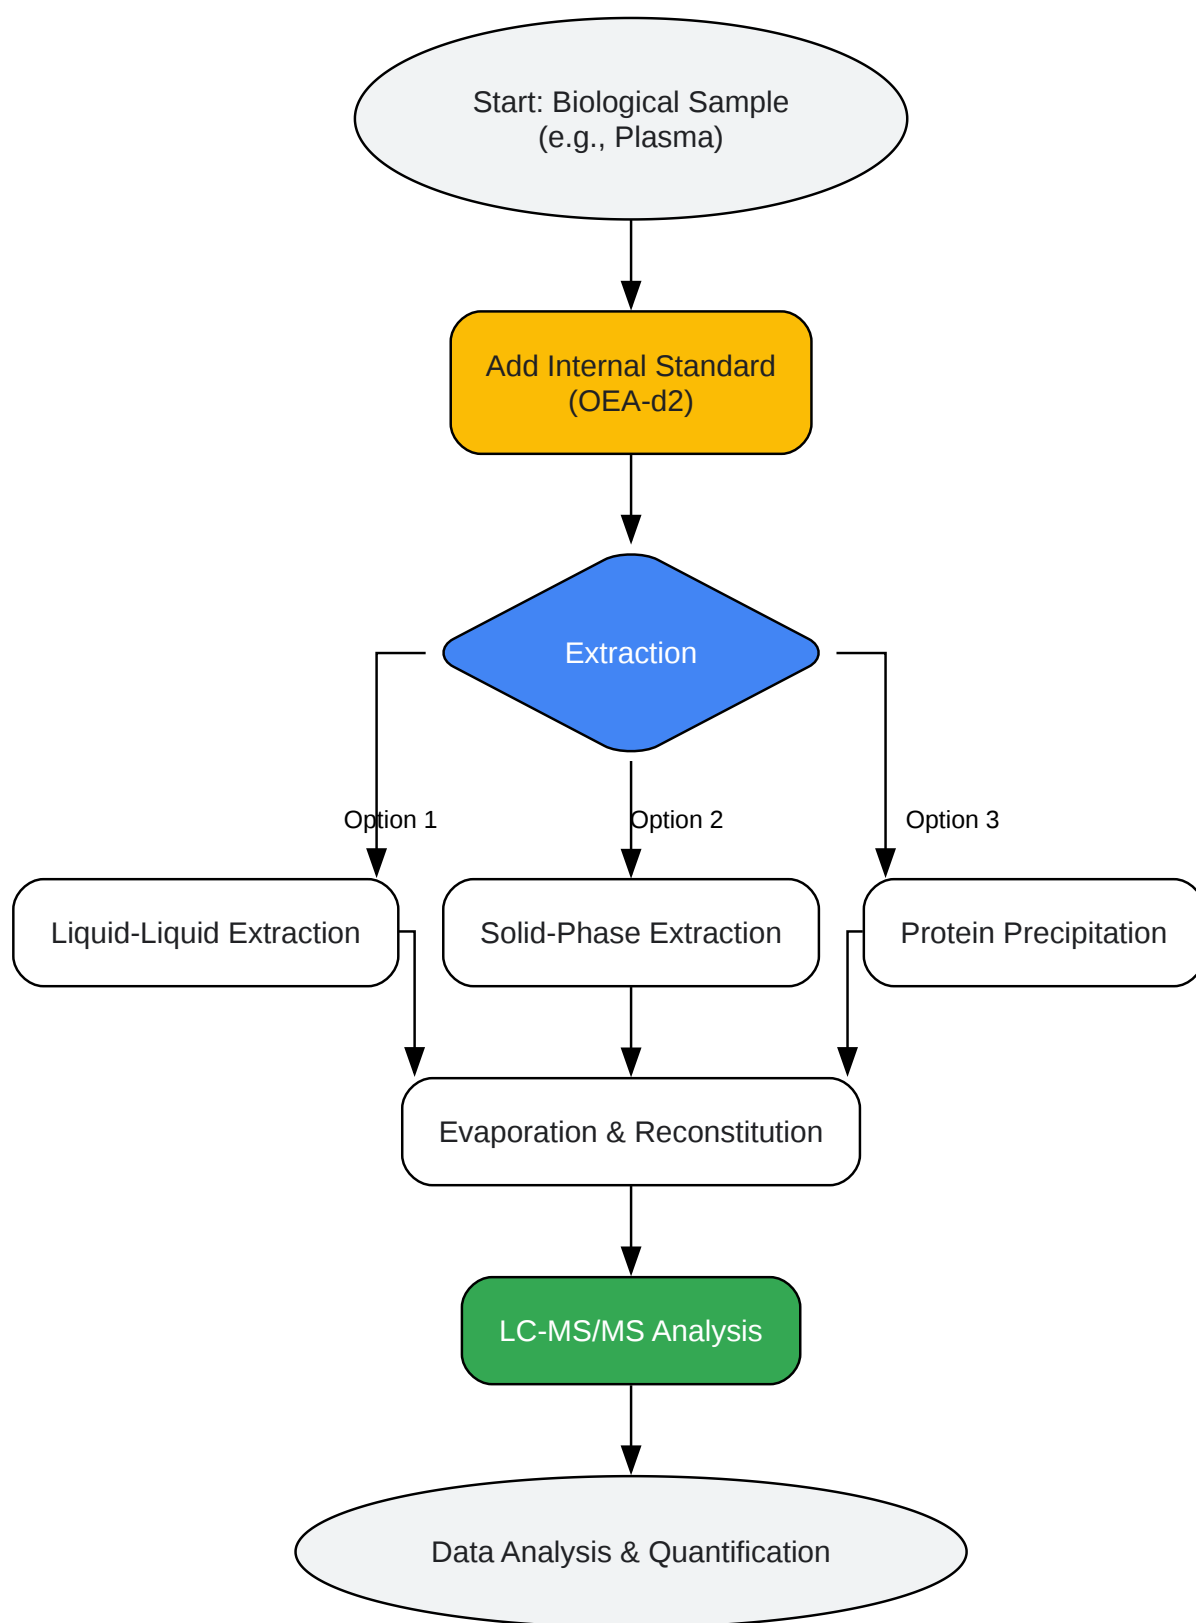 Start: Biological Sample
(e.g., Plasma)
Add Internal Standard
(OEA-d2)
Extraction
Option 1
Option 2
Option 3
Liquid-Liquid Extraction
Solid-Phase Extraction
Protein Precipitation
Evaporation & Reconstitution
LC-MS/MS Analysis
Data Analysis & Quantification